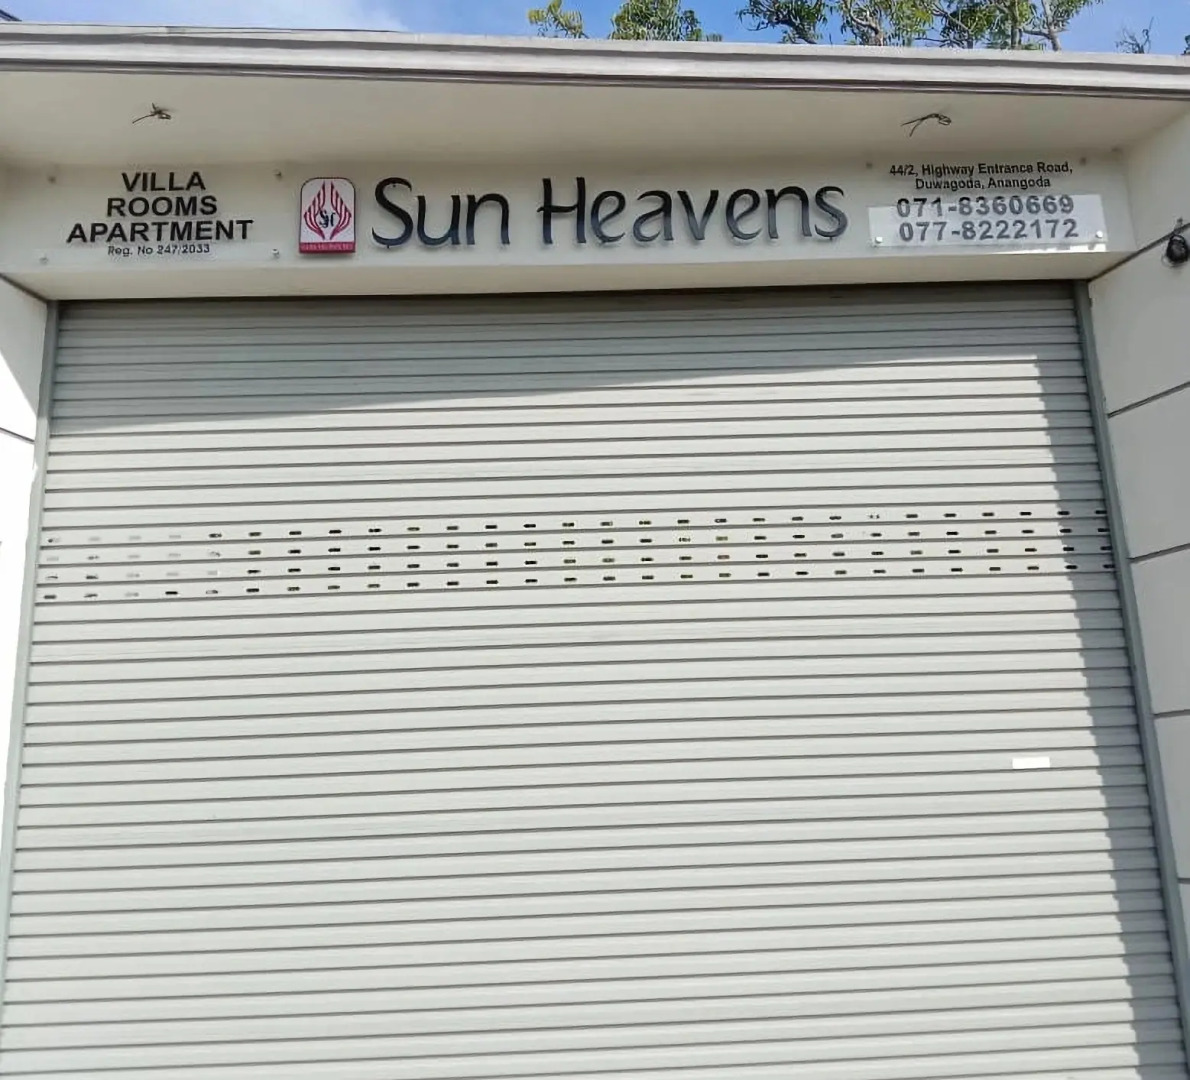 VILLA
ROOMS
APARTMENT
Reg. No 247/2033
Sun Heavens
44/2, Highway Entrance Road,
Duwagoda, Anangoda
071-8360669
077-8222172